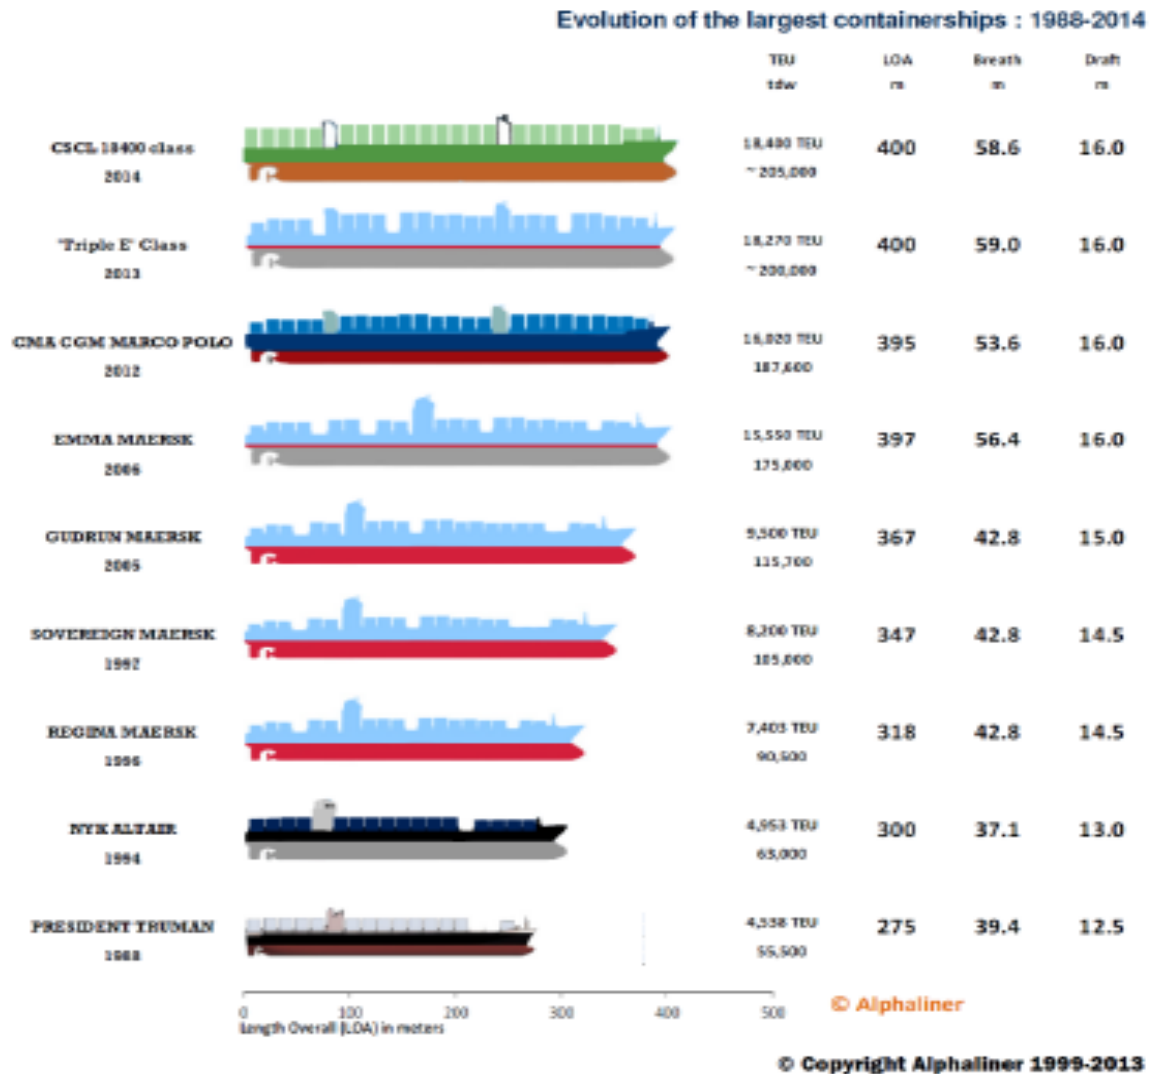 Evolution of the largest containerships : 1988-2014
TEU LOA Breath Draft
tdw m m m
CSCL 18400 class 18,400 TEU 400 58.6 16.0
2014 ~205,000
'Triple E' Class 18,270 TEU 400 59.0 16.0
2013 ~200,000
CMA CGM MARCO POLO 16,020 TEU 395 53.6 16.0
2012 187,600
EMMA MAERSK 15,550 TEU 397 56.4 16.0
2006 175,000
GUDRUN MAERSK 9,500 TEU 367 42.8 15.0
2005 115,700
SOVEREIGN MAERSK 8,200 TEU 347 42.8 14.5
1997 105,000
REGINA MAERSK 7,403 TEU 318 42.8 14.5
1996 90,500
NYK ALTAIR 4,953 TEU 300 37.1 13.0
1994 63,000
PRESIDENT TRUMAN 4,538 TEU 275 39.4 12.5
1988 55,500
0 100 200 300 400 500
Length Overall (LOA) in meters
© Alphaliner
© Copyright Alphaliner 1999-2013